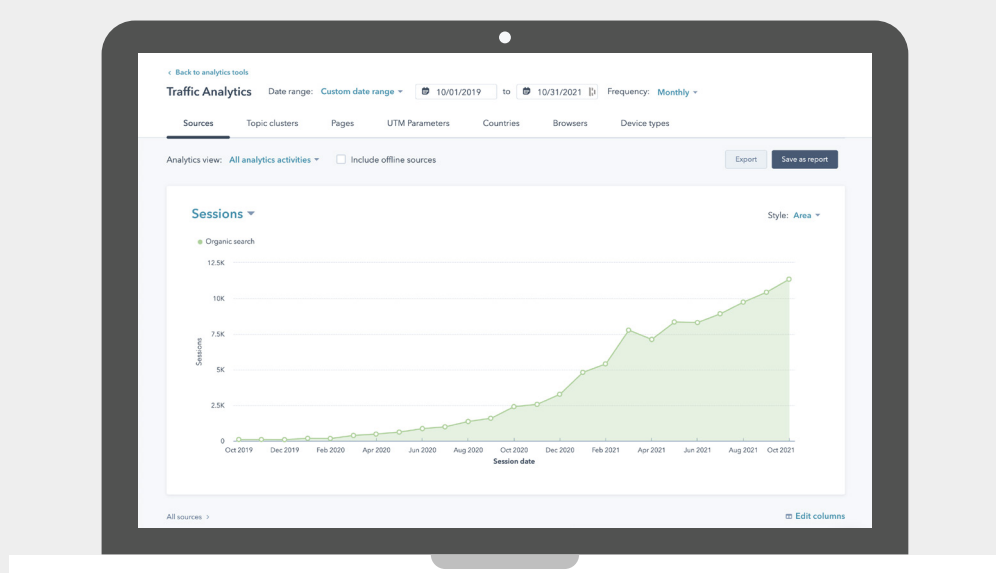 ‹ Back to analytics tools
Traffic Analytics Date range: Custom date range 10/01/2019 to 10/31/2021 Frequency: Monthly
Sources Topic clusters Pages UTM Parameters Countries Browsers Device types
Analytics view: All analytics activities Include offline sources Export Save as report
Sessions Style: Area
Organic search
12.5K
10K
7.5K
5K
2.5K
0
Sessions
Oct 2019 Dec 2019 Feb 2020 Apr 2020 Jun 2020 Aug 2020 Oct 2020 Dec 2020 Feb 2021 Apr 2021 Jun 2021 Aug 2021 Oct 2021
Session date
All sources › Edit columns